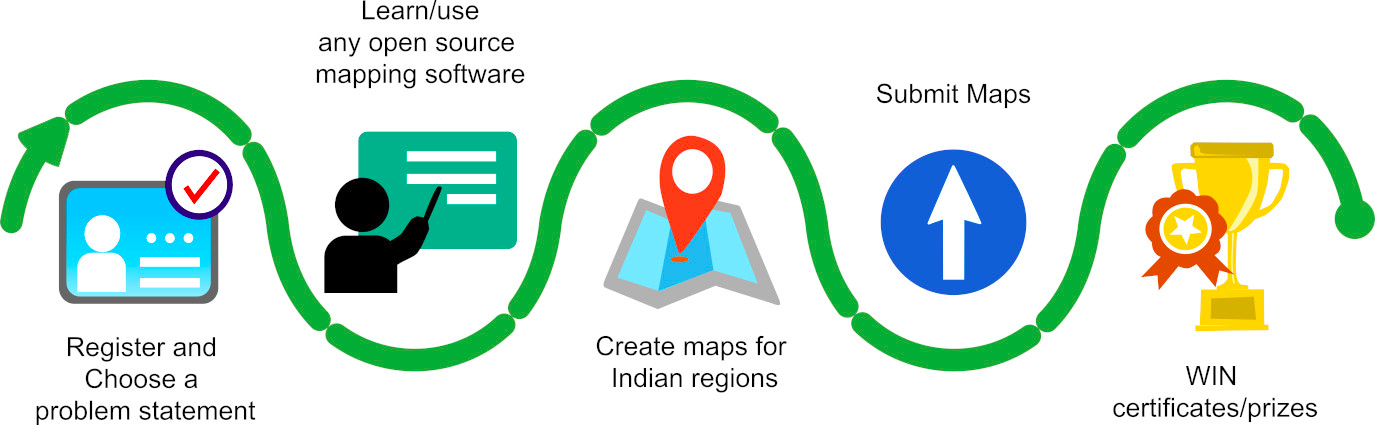 Register and
Choose a
problem statement
Learn/use
any open source
mapping software
Create maps for
Indian regions
Submit Maps
WIN
certificates/prizes